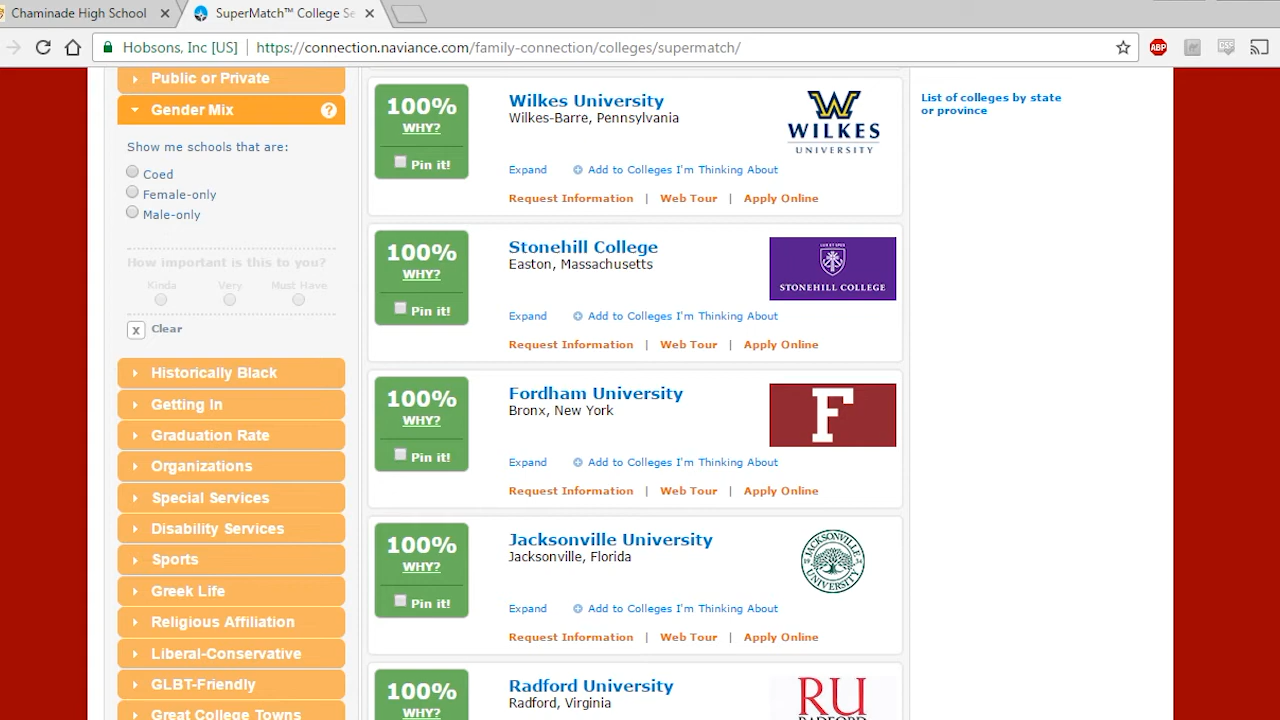 Chaminade High School
SuperMatch™ College Se
Hobsons, Inc [US] https://connection.naviance.com/family-connection/colleges/supermatch/
ABP
CSS
Public or Private
Gender Mix ?
Show me schools that are:
Coed
Female-only
Male-only
How important is this to you?
Kinda Very Must Have
x Clear
Historically Black
Getting In
Graduation Rate
Organizations
Special Services
Disability Services
Sports
Greek Life
Religious Affiliation
Liberal-Conservative
GLBT-Friendly
Great College Towns
100%
WHY?
Pin it!
Wilkes University
Wilkes-Barre, Pennsylvania
Expand Add to Colleges I'm Thinking About
Request Information | Web Tour | Apply Online
W
WILKES
UNIVERSITY
100%
WHY?
Pin it!
Stonehill College
Easton, Massachusetts
Expand Add to Colleges I'm Thinking About
Request Information | Web Tour | Apply Online
STONEHILL COLLEGE
100%
WHY?
Pin it!
Fordham University
Bronx, New York
Expand Add to Colleges I'm Thinking About
Request Information | Web Tour | Apply Online
F
100%
WHY?
Pin it!
Jacksonville University
Jacksonville, Florida
Expand Add to Colleges I'm Thinking About
Request Information | Web Tour | Apply Online
JACKSONVILLE
19 34
UNIVERSITY
100%
WHY?
Radford University
Radford, Virginia
RU
RADFORD
List of colleges by state
or province